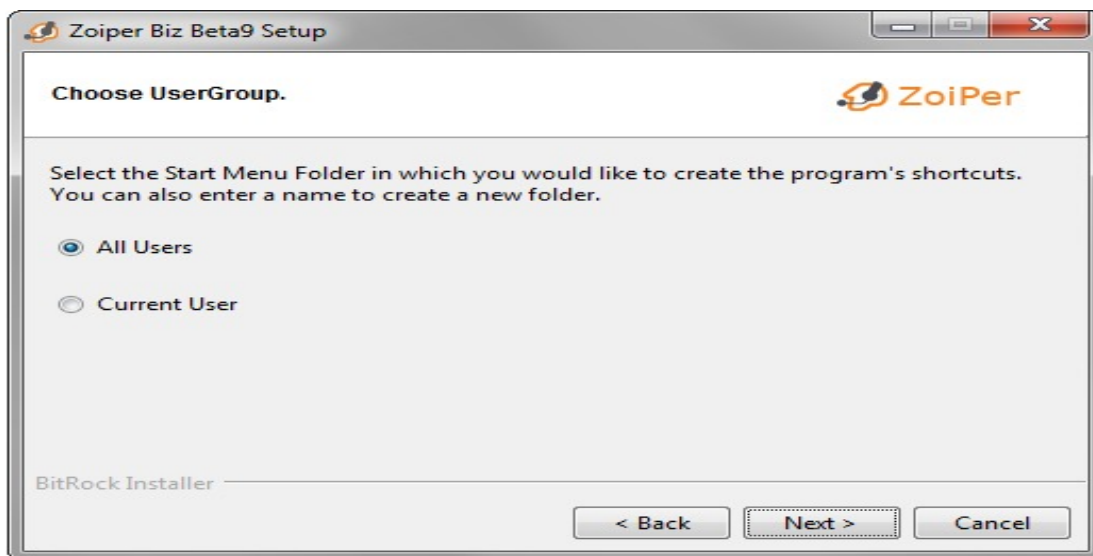 Zoiper Biz Beta9 Setup
Choose UserGroup.
ZoiPer
Select the Start Menu Folder in which you would like to create the program's shortcuts.
You can also enter a name to create a new folder.
All Users
Current User
BitRock Installer
< Back
Next >
Cancel